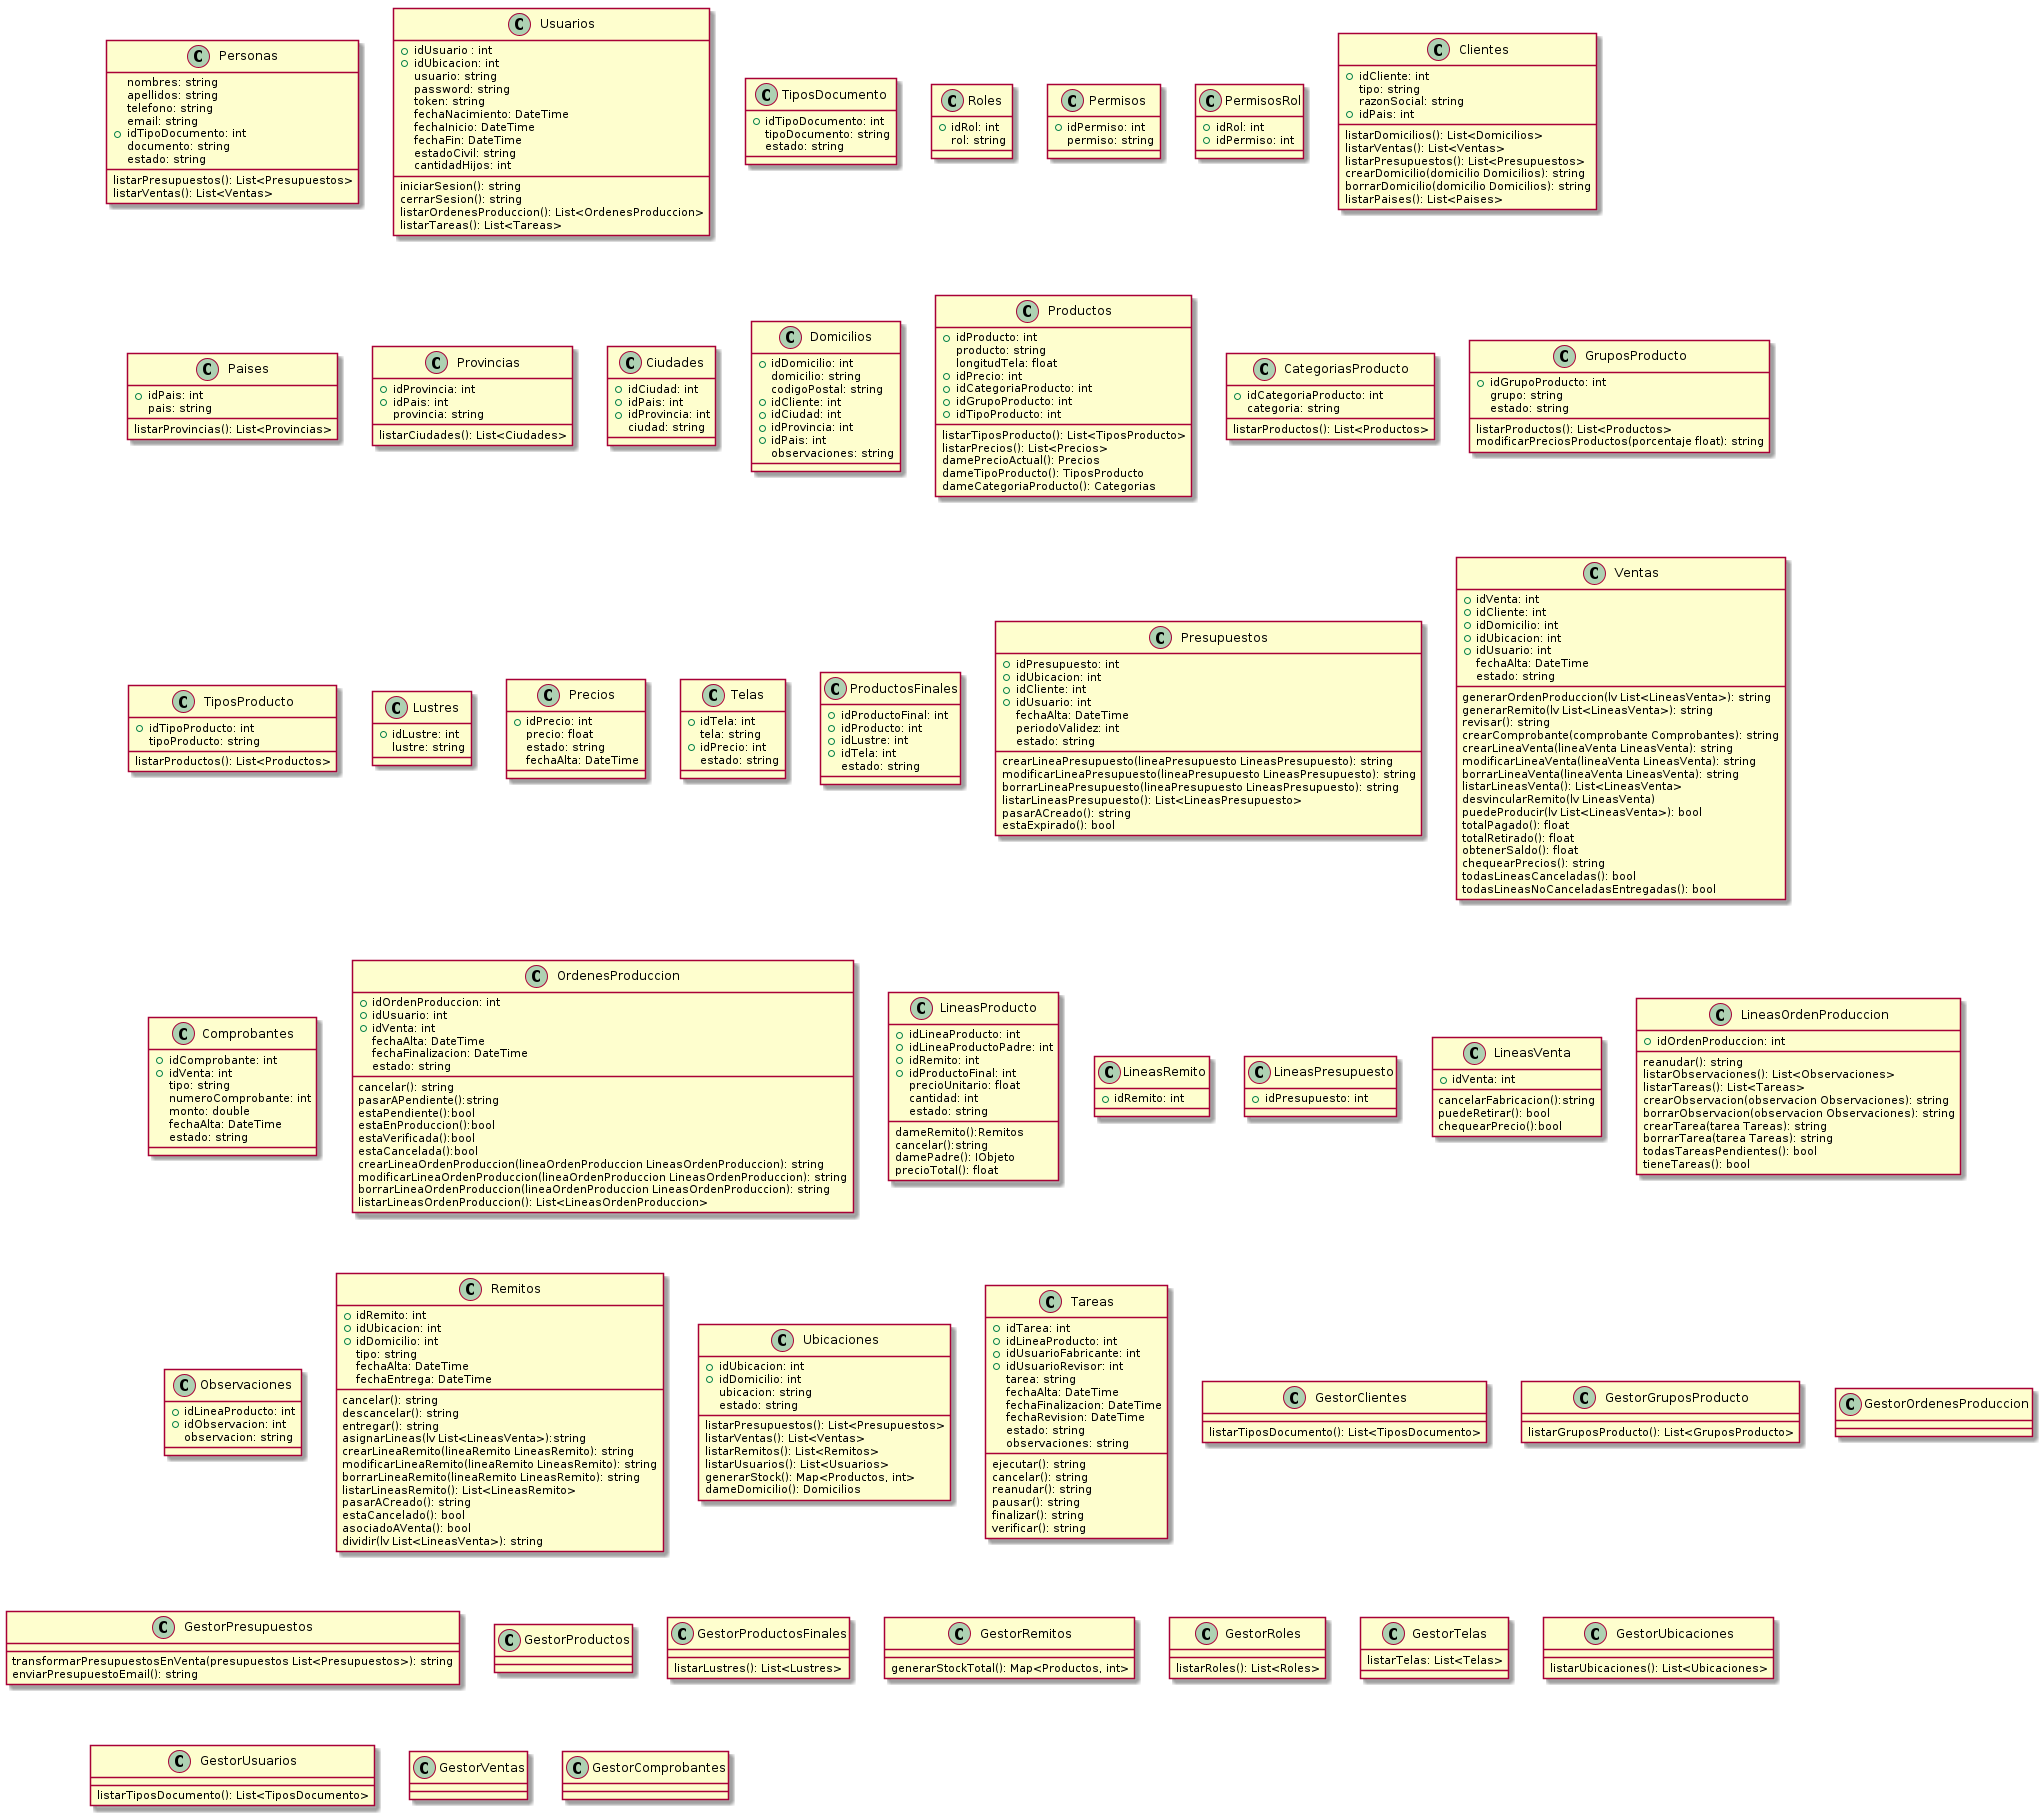 Personas
nombres: string
apellidos: string
telefono: string
email: string
idTipoDocumento: int
documento: string
estado: string
listarPresupuestos(): List<Presupuestos>
listarVentas(): List<Ventas>
Usuarios
idUsuario : int
idUbicacion: int
usuario: string
password: string
token: string
fechaNacimiento: DateTime
fechaInicio: DateTime
fechaFin: DateTime
estadoCivil: string
cantidadHijos: int
iniciarSesion(): string
cerrarSesion(): string
listarOrdenesProduccion(): List<OrdenesProduccion>
listarTareas(): List<Tareas>
TiposDocumento
idTipoDocumento: int
tipoDocumento: string
estado: string
Roles
idRol: int
rol: string
Permisos
idPermiso: int
permiso: string
PermisosRol
idRol: int
idPermiso: int
Clientes
idCliente: int
tipo: string
razonSocial: string
idPais: int
listarDomicilios(): List<Domicilios>
listarVentas(): List<Ventas>
listarPresupuestos(): List<Presupuestos>
crearDomicilio(domicilio Domicilios): string
borrarDomicilio(domicilio Domicilios): string
listarPaises(): List<Paises>
Paises
idPais: int
pais: string
listarProvincias(): List<Provincias>
Provincias
idProvincia: int
idPais: int
provincia: string
listarCiudades(): List<Ciudades>
Ciudades
idCiudad: int
idPais: int
idProvincia: int
ciudad: string
Domicilios
idDomicilio: int
domicilio: string
codigoPostal: string
idCliente: int
idCiudad: int
idProvincia: int
idPais: int
observaciones: string
Productos
idProducto: int
producto: string
longitudTela: float
idPrecio: int
idCategoriaProducto: int
idGrupoProducto: int
idTipoProducto: int
listarTiposProducto(): List<TiposProducto>
listarPrecios(): List<Precios>
damePrecioActual(): Precios
dameTipoProducto(): TiposProducto
dameCategoriaProducto(): Categorias
CategoriasProducto
idCategoriaProducto: int
categoria: string
listarProductos(): List<Productos>
GruposProducto
idGrupoProducto: int
grupo: string
estado: string
listarProductos(): List<Productos>
modificarPreciosProductos(porcentaje float): string
TiposProducto
idTipoProducto: int
tipoProducto: string
listarProductos(): List<Productos>
Lustres
idLustre: int
lustre: string
Precios
idPrecio: int
precio: float
estado: string
fechaAlta: DateTime
Telas
idTela: int
tela: string
idPrecio: int
estado: string
ProductosFinales
idProductoFinal: int
idProducto: int
idLustre: int
idTela: int
estado: string
Presupuestos
idPresupuesto: int
idUbicacion: int
idCliente: int
idUsuario: int
fechaAlta: DateTime
periodoValidez: int
estado: string
crearLineaPresupuesto(lineaPresupuesto LineasPresupuesto): string
modificarLineaPresupuesto(lineaPresupuesto LineasPresupuesto): string
borrarLineaPresupuesto(lineaPresupuesto LineasPresupuesto): string
listarLineasPresupuesto(): List<LineasPresupuesto>
pasarACreado(): string
estaExpirado(): bool
Ventas
idVenta: int
idCliente: int
idDomicilio: int
idUbicacion: int
idUsuario: int
fechaAlta: DateTime
estado: string
generarOrdenProduccion(lv List<LineasVenta>): string
generarRemito(lv List<LineasVenta>): string
revisar(): string
crearComprobante(comprobante Comprobantes): string
crearLineaVenta(lineaVenta LineasVenta): string
modificarLineaVenta(lineaVenta LineasVenta): string
borrarLineaVenta(lineaVenta LineasVenta): string
listarLineasVenta(): List<LineasVenta>
desvincularRemito(lv LineasVenta)
puedeProducir(lv List<LineasVenta>): bool
totalPagado(): float
totalRetirado(): float
obtenerSaldo(): float
chequearPrecios(): string
todasLineasCanceladas(): bool
todasLineasNoCanceladasEntregadas(): bool
Comprobantes
idComprobante: int
idVenta: int
tipo: string
numeroComprobante: int
monto: double
fechaAlta: DateTime
estado: string
OrdenesProduccion
idOrdenProduccion: int
idUsuario: int
idVenta: int
fechaAlta: DateTime
fechaFinalizacion: DateTime
estado: string
cancelar(): string
pasarAPendiente():string
estaPendiente():bool
estaEnProduccion():bool
estaVerificada():bool
estaCancelada():bool
crearLineaOrdenProduccion(lineaOrdenProduccion LineasOrdenProduccion): string
modificarLineaOrdenProduccion(lineaOrdenProduccion LineasOrdenProduccion): string
borrarLineaOrdenProduccion(lineaOrdenProduccion LineasOrdenProduccion): string
listarLineasOrdenProduccion(): List<LineasOrdenProduccion>
LineasProducto
idLineaProducto: int
idLineaProductoPadre: int
idRemito: int
idProductoFinal: int
precioUnitario: float
cantidad: int
estado: string
dameRemito():Remitos
cancelar():string
damePadre(): IObjeto
precioTotal(): float
LineasRemito
idRemito: int
LineasPresupuesto
idPresupuesto: int
LineasVenta
idVenta: int
cancelarFabricacion():string
puedeRetirar(): bool
chequearPrecio():bool
LineasOrdenProduccion
idOrdenProduccion: int
reanudar(): string
listarObservaciones(): List<Observaciones>
listarTareas(): List<Tareas>
crearObservacion(observacion Observaciones): string
borrarObservacion(observacion Observaciones): string
crearTarea(tarea Tareas): string
borrarTarea(tarea Tareas): string
todasTareasPendientes(): bool
tieneTareas(): bool
Observaciones
idLineaProducto: int
idObservacion: int
observacion: string
Remitos
idRemito: int
idUbicacion: int
idDomicilio: int
tipo: string
fechaAlta: DateTime
fechaEntrega: DateTime
cancelar(): string
descancelar(): string
entregar(): string
asignarLineas(lv List<LineasVenta>):string
crearLineaRemito(lineaRemito LineasRemito): string
modificarLineaRemito(lineaRemito LineasRemito): string
borrarLineaRemito(lineaRemito LineasRemito): string
listarLineasRemito(): List<LineasRemito>
pasarACreado(): string
estaCancelado(): bool
asociadoAVenta(): bool
dividir(lv List<LineasVenta>): string
Ubicaciones
idUbicacion: int
idDomicilio: int
ubicacion: string
estado: string
listarPresupuestos(): List<Presupuestos>
listarVentas(): List<Ventas>
listarRemitos(): List<Remitos>
listarUsuarios(): List<Usuarios>
generarStock(): Map<Productos, int>
dameDomicilio(): Domicilios
Tareas
idTarea: int
idLineaProducto: int
idUsuarioFabricante: int
idUsuarioRevisor: int
tarea: string
fechaAlta: DateTime
fechaFinalizacion: DateTime
fechaRevision: DateTime
estado: string
observaciones: string
ejecutar(): string
cancelar(): string
reanudar(): string
pausar(): string
finalizar(): string
verificar(): string
GestorClientes
listarTiposDocumento(): List<TiposDocumento>
GestorGruposProducto
listarGruposProducto(): List<GruposProducto>
GestorOrdenesProduccion
GestorPresupuestos
transformarPresupuestosEnVenta(presupuestos List<Presupuestos>): string
enviarPresupuestoEmail(): string
GestorProductos
GestorProductosFinales
listarLustres(): List<Lustres>
GestorRemitos
generarStockTotal(): Map<Productos, int>
GestorRoles
listarRoles(): List<Roles>
GestorTelas
listarTelas: List<Telas>
GestorUbicaciones
listarUbicaciones(): List<Ubicaciones>
GestorUsuarios
listarTiposDocumento(): List<TiposDocumento>
GestorVentas
GestorComprobantes